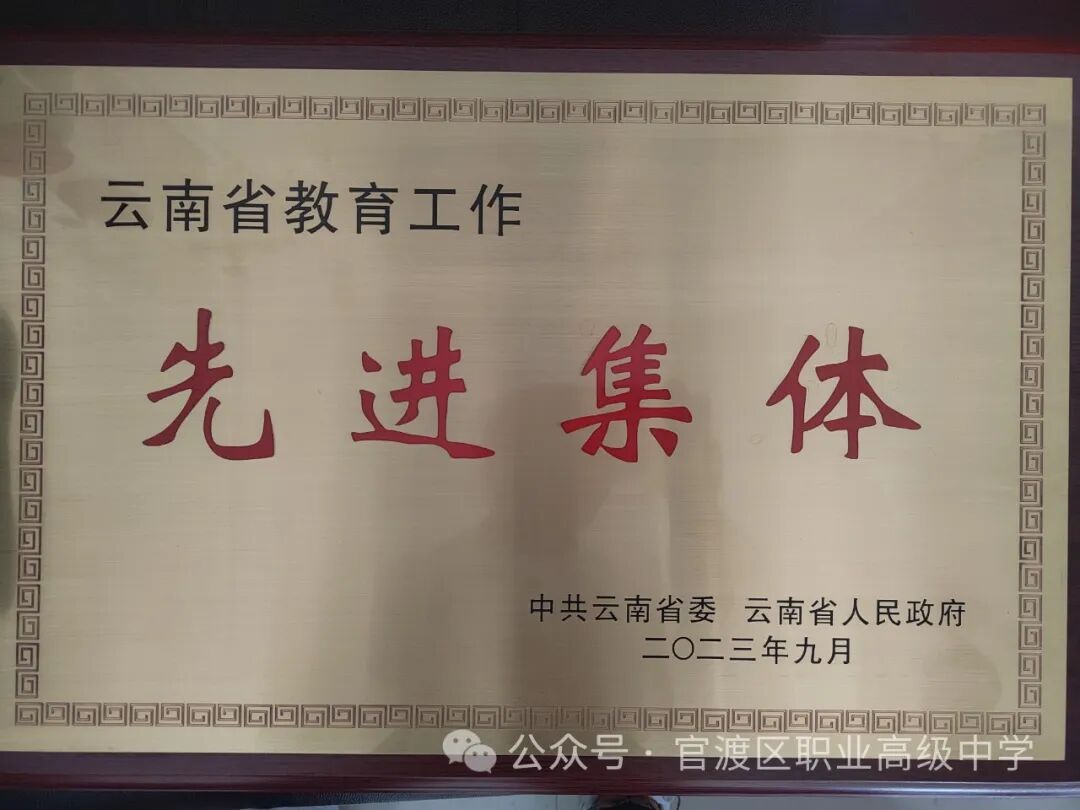 云南省教育工作
先进集体
中共云南省委 云南省人民政府
二〇二三年九月
公众号·官渡区职业高级中学